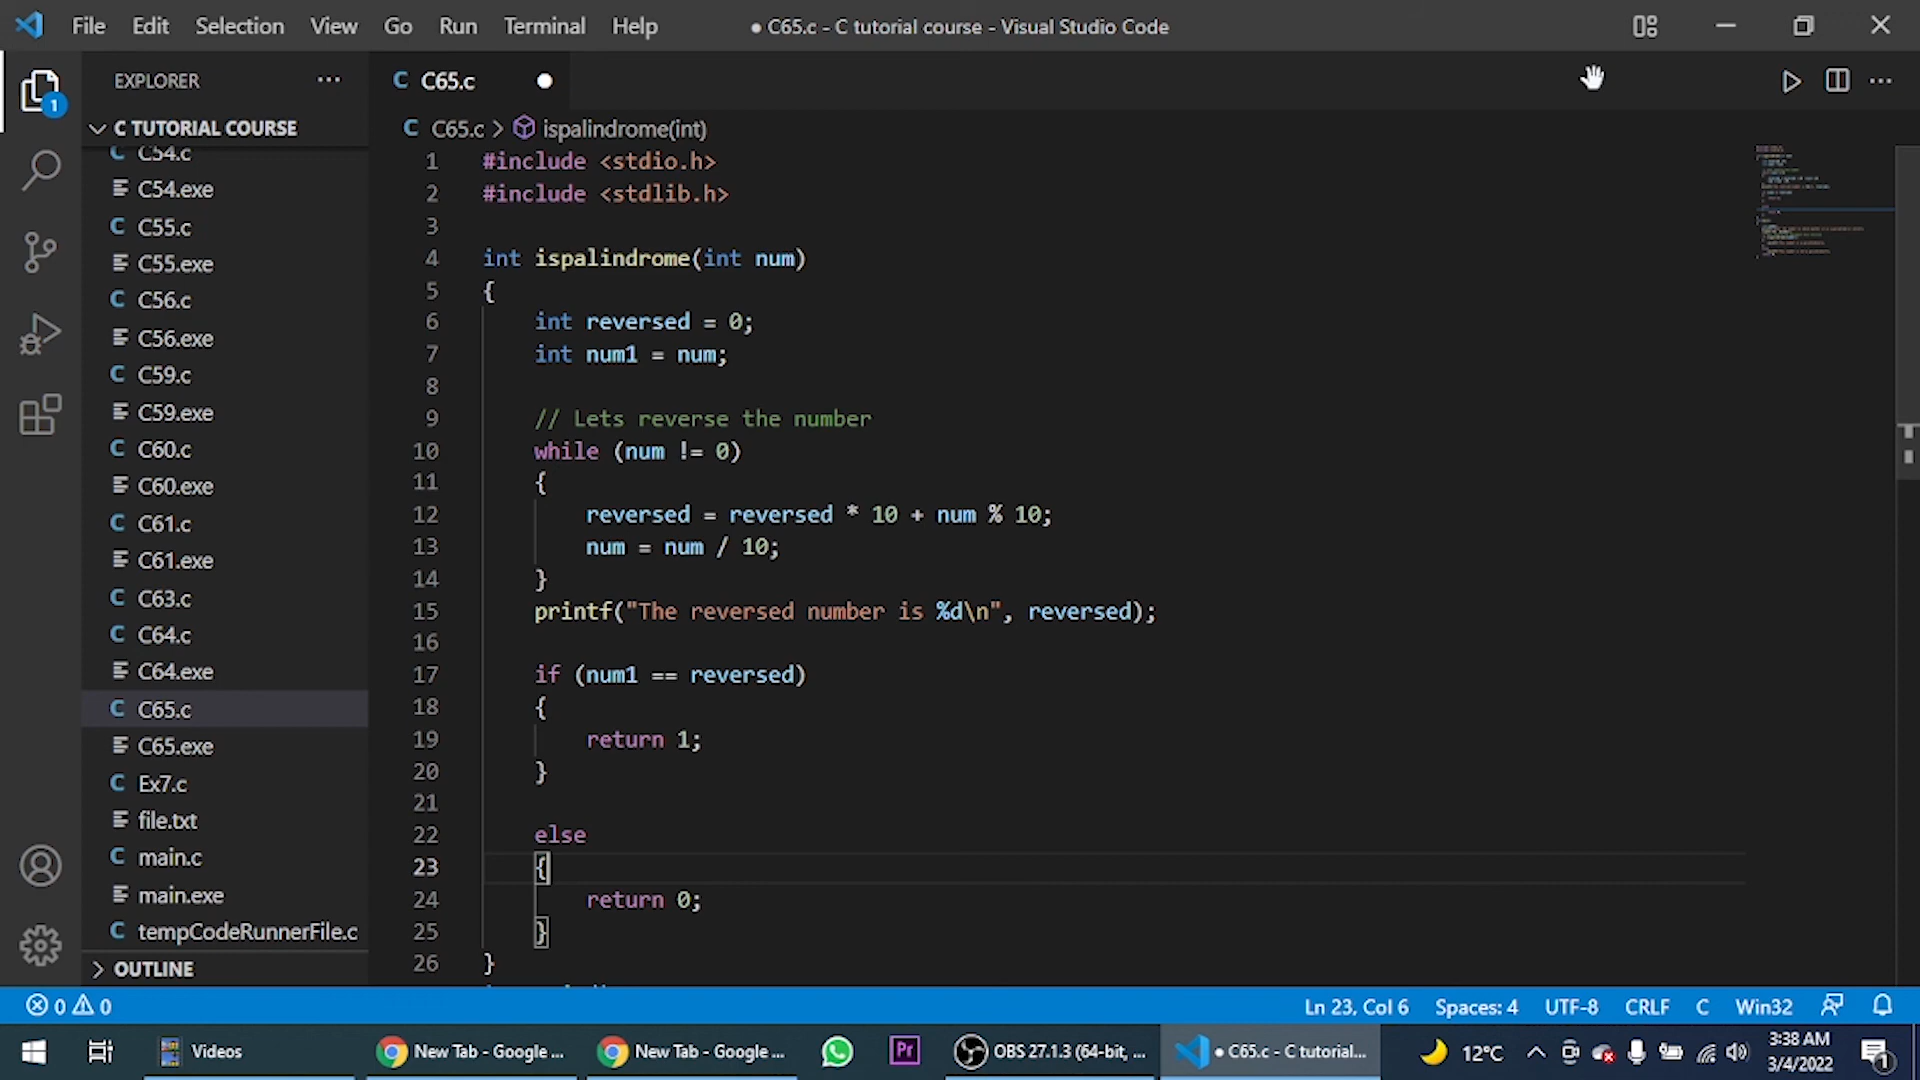 File Edit Selection View Go Run Terminal Help
● C65.c - C tutorial course - Visual Studio Code
EXPLORER ···
C TUTORIAL COURSE
C C54.c
C54.exe
C C55.c
C55.exe
C C56.c
C56.exe
C C59.c
C59.exe
C C60.c
C60.exe
C C61.c
C61.exe
C C63.c
C C64.c
C64.exe
C C65.c
C65.exe
C Ex7.c
file.txt
C main.c
main.exe
C tempCodeRunnerFile.c
OUTLINE
1
C C65.c ●
C C65.c > ispalindrome(int)
1 #include <stdio.h>
2 #include <stdlib.h>
3
4 int ispalindrome(int num)
5 {
6 int reversed = 0;
7 int num1 = num;
8
9 // Lets reverse the number
10 while (num != 0)
11 {
12 reversed = reversed * 10 + num % 10;
13 num = num / 10;
14 }
15 printf("The reversed number is %d\n", reversed);
16
17 if (num1 == reversed)
18 {
19 return 1;
20 }
21
22 else
23 {
24 return 0;
25 }
26 }
0 0
Ln 23, Col 6 Spaces: 4 UTF-8 CRLF C Win32
Videos
New Tab - Google ...
New Tab - Google ...
Pr
OBS 27.1.3 (64-bit, ...
● C65.c - C tutorial...
12°C
3:38 AM
3/4/2022
1